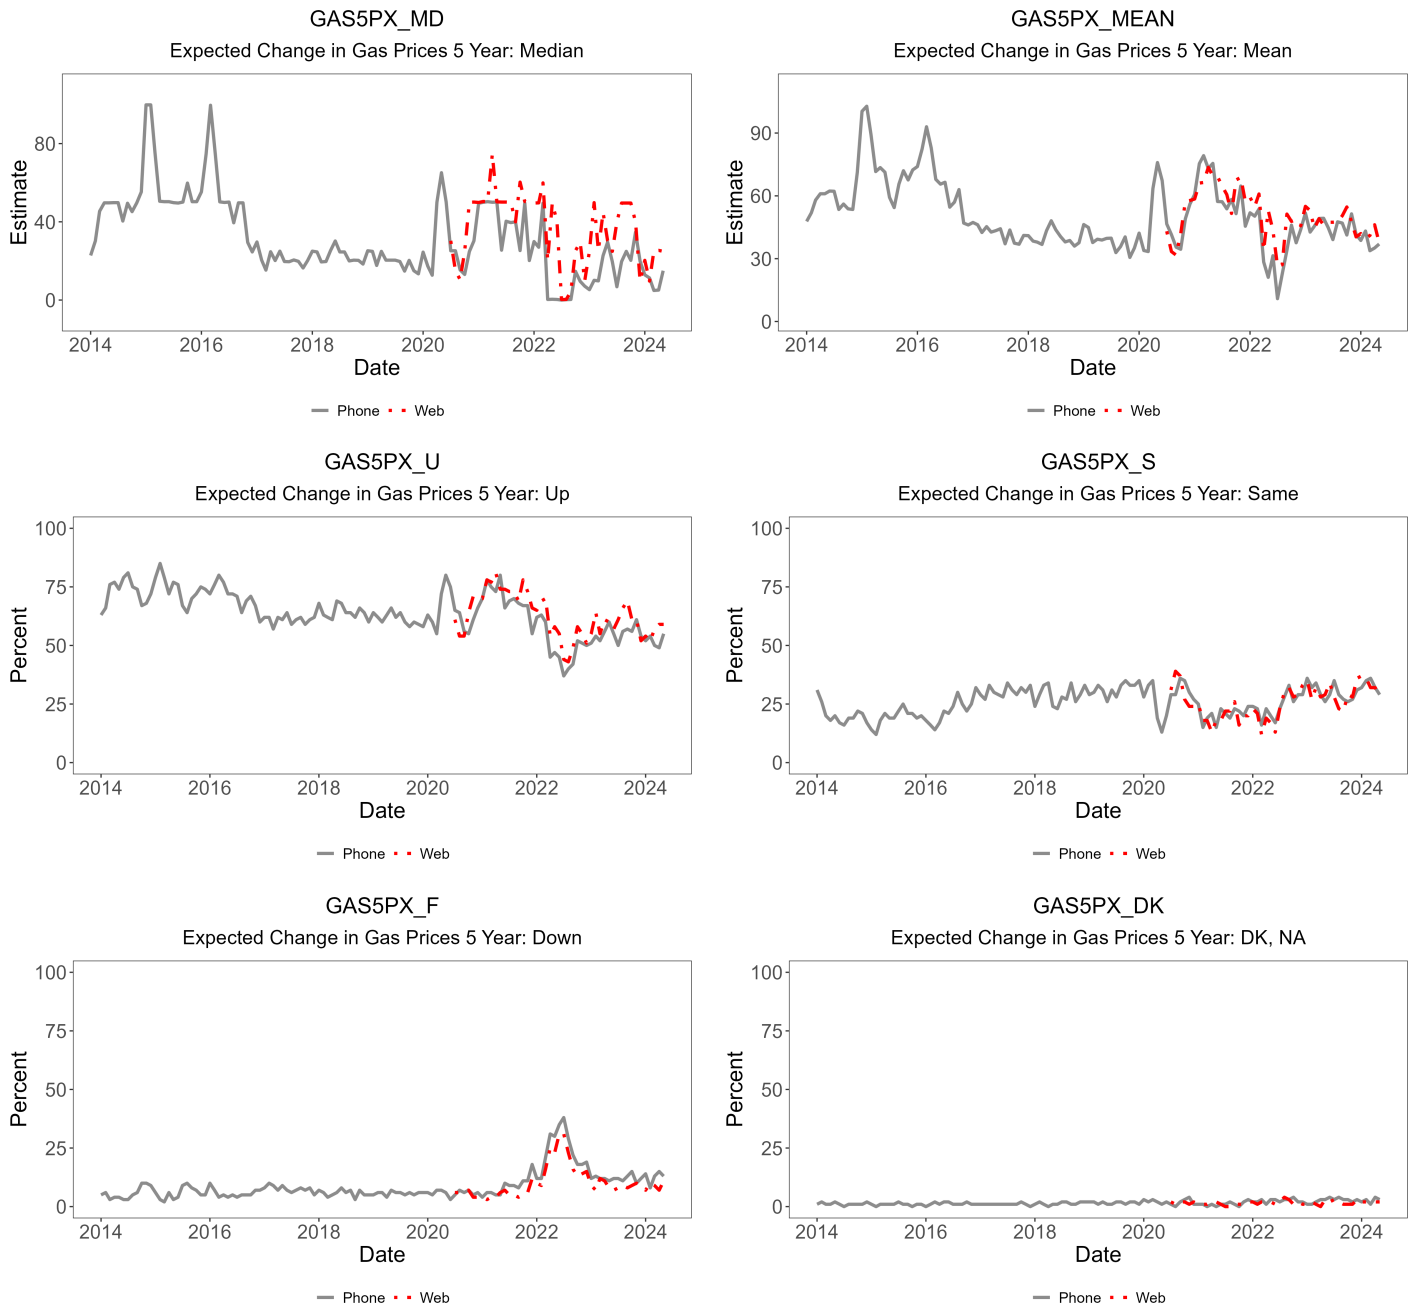 GAS5PX_MD
Expected Change in Gas Prices 5 Year: Median
Estimate
80
40
0
2014 2016 2018 2020 2022 2024
Date
Phone Web
GAS5PX_MEAN
Expected Change in Gas Prices 5 Year: Mean
Estimate
90
60
30
0
2014 2016 2018 2020 2022 2024
Date
Phone Web
GAS5PX_U
Expected Change in Gas Prices 5 Year: Up
Percent
100
75
50
25
0
2014 2016 2018 2020 2022 2024
Date
Phone Web
GAS5PX_S
Expected Change in Gas Prices 5 Year: Same
Percent
100
75
50
25
0
2014 2016 2018 2020 2022 2024
Date
Phone Web
GAS5PX_F
Expected Change in Gas Prices 5 Year: Down
Percent
100
75
50
25
0
2014 2016 2018 2020 2022 2024
Date
Phone Web
GAS5PX_DK
Expected Change in Gas Prices 5 Year: DK, NA
Percent
100
75
50
25
0
2014 2016 2018 2020 2022 2024
Date
Phone Web